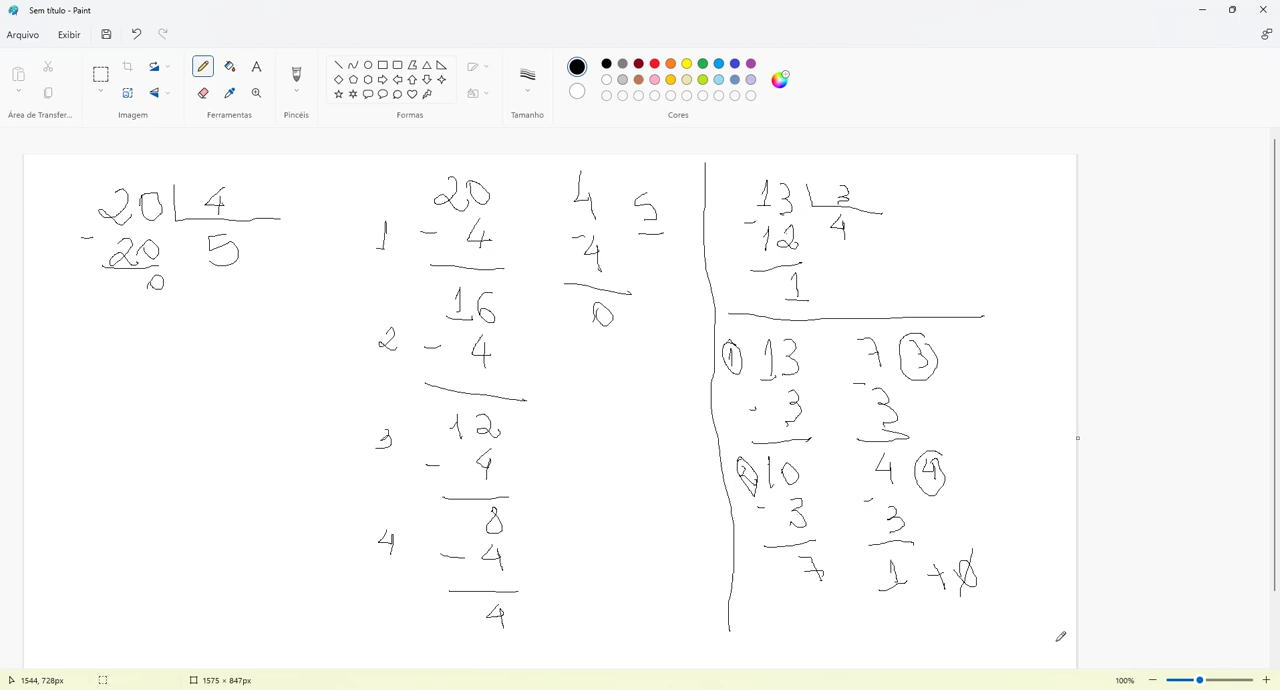 Sem título - Paint
Arquivo Exibir
Área de Transfer... Imagem Ferramentas Pincéis Formas Tamanho Cores
20 4
- 20 5
0
20
1 - 4
16
2 - 4
12
3 - 4
8
4 - 4
4
4 5
- 4
0
13 3
- 12 4
1
1 13
- 3
2 10
- 3
7
7 3
- 3
4 4
- 3
1
1544, 728px 1575 × 847px 100%